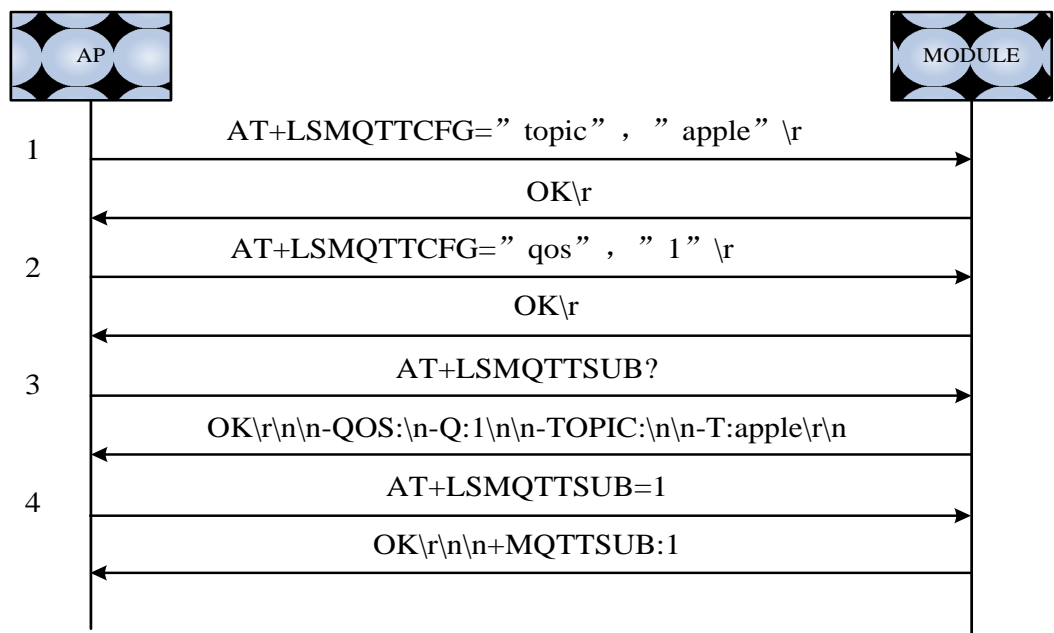 AP
MODULE
1
AT+LSMQTTCFG=”topic”，”apple”\r
OK\r
2
AT+LSMQTTCFG=”qos”，”1”\r
OK\r
3
AT+LSMQTTSUB?
OK\r\n\n-QOS:\n-Q:1\n\n-TOPIC:\n\n-T:apple\r\n
4
AT+LSMQTTSUB=1
OK\r\n\n+MQTTSUB:1